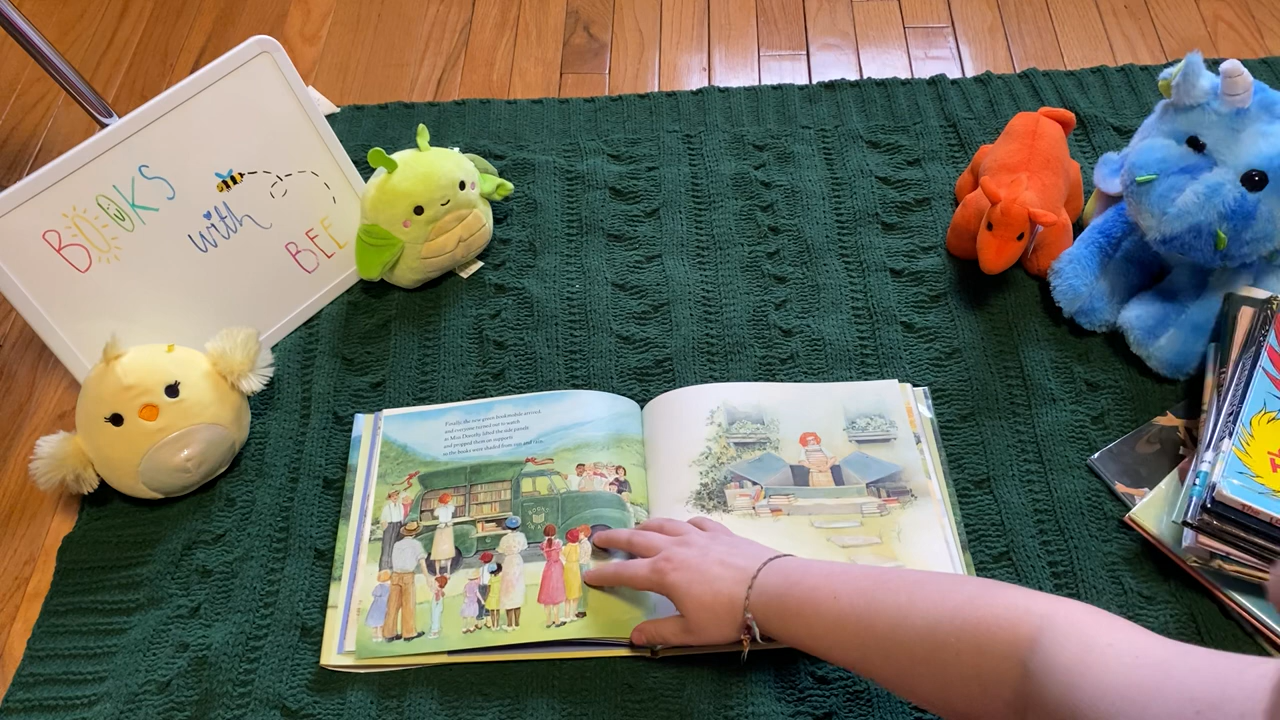 BOOKS
with
BEE
Finally, the new green bookmobile arrived,
and everyone turned out to watch
as Miss Dorothy lifted the side panels
and propped them on supports
so the books were shaded from sun and rain.
BOOKS